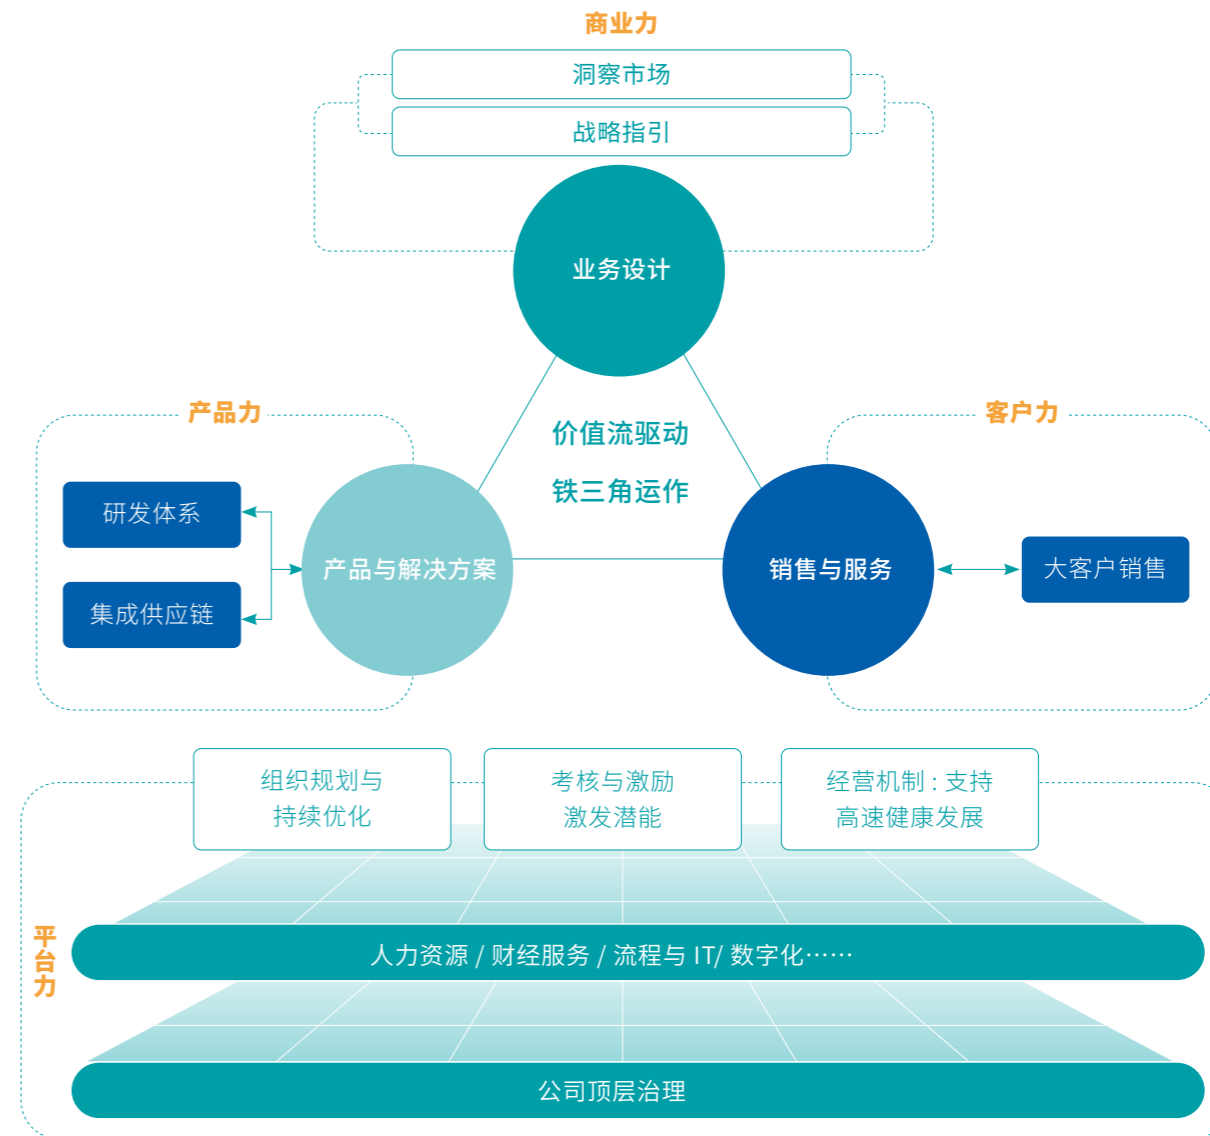 商业力
洞察市场
战略指引
业务设计
产品力
客户力
价值流驱动
铁三角运作
研发体系
集成供应链
产品与解决方案
销售与服务
大客户销售
组织规划与
持续优化
考核与激励
激发潜能
经营机制 : 支持
高速健康发展
平台力
人力资源 / 财经服务 / 流程与 IT/ 数字化……
公司顶层治理